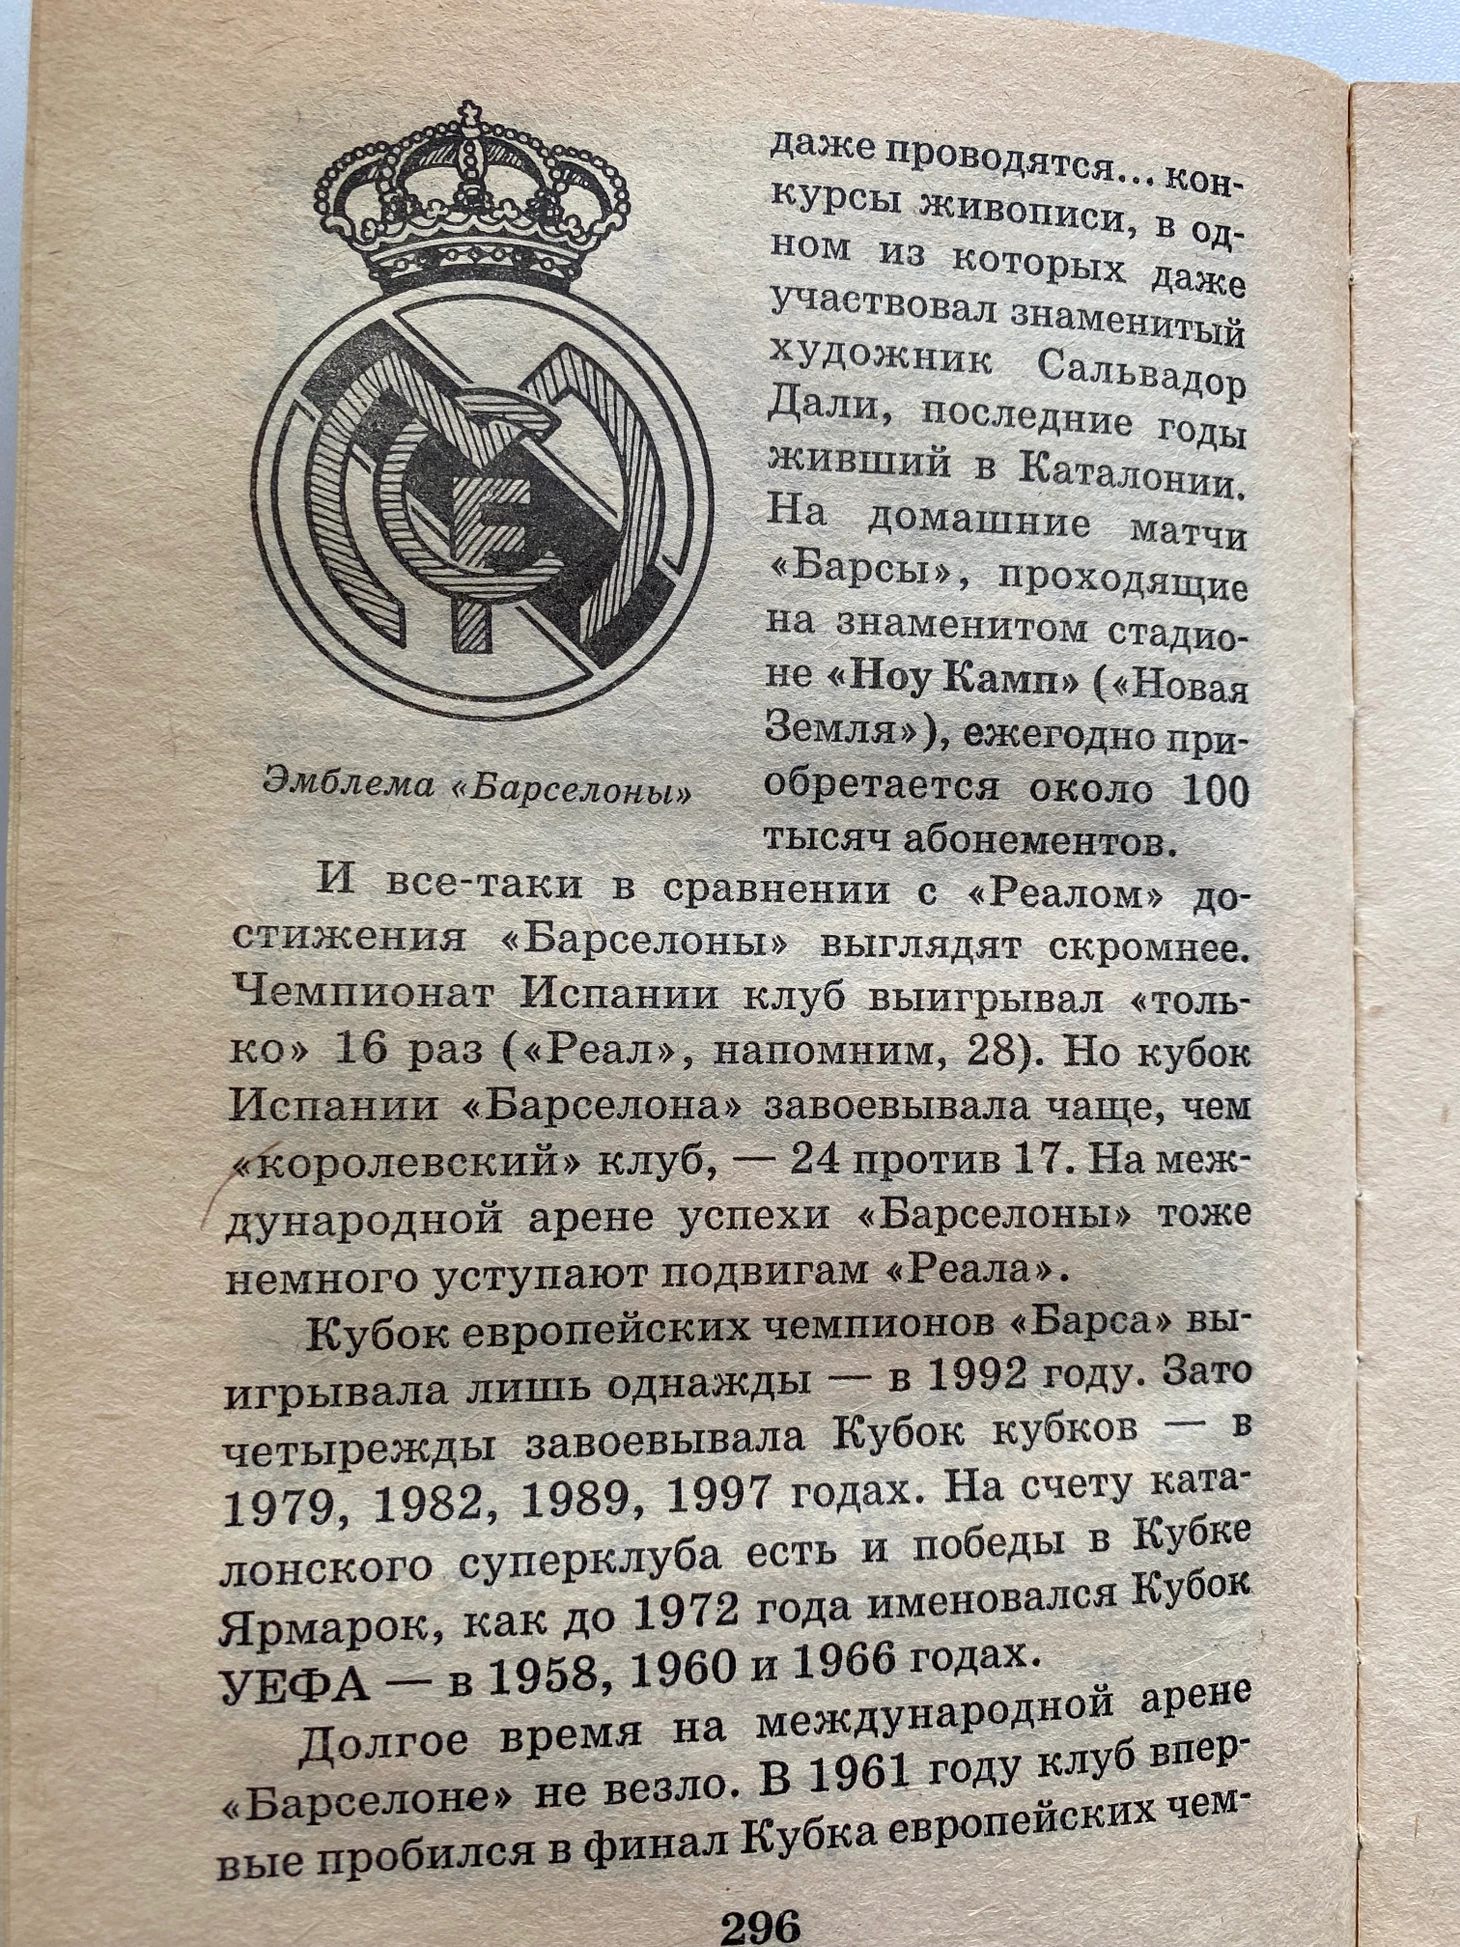 даже проводятся... кон-
курсы живописи, в од-
ном из которых даже
участвовал знаменитый
художник Сальвадор
Дали, последние годы
живший в Каталонии.
На домашние матчи
«Барсы», проходящие
на знаменитом стадио-
не «Ноу Камп» («Новая
Земля»), ежегодно при-
обретается около 100
тысяч абонементов.
Эмблема «Барселоны»
И все-таки в сравнении с «Реалом» до-
стижения «Барселоны» выглядят скромнее.
Чемпионат Испании клуб выигрывал «толь-
ко» 16 раз («Реал», напомним, 28). Но кубок
Испании «Барселона» завоевывала чаще, чем
«королевский» клуб, — 24 против 17. На меж-
дународной арене успехи «Барселоны» тоже
немного уступают подвигам «Реала».
Кубок европейских чемпионов «Барса» вы-
игрывала лишь однажды — в 1992 году. Зато
четырежды завоевывала Кубок кубков — в
1979, 1982, 1989, 1997 годах. На счету ката-
лонского суперклуба есть и победы в Кубке
Ярмарок, как до 1972 года именовался Кубок
УЕФА — в 1958, 1960 и 1966 годах.
Долгое время на международной арене
«Барселоне» не везло. В 1961 году клуб впер-
вые пробился в финал Кубка европейских чем-
296